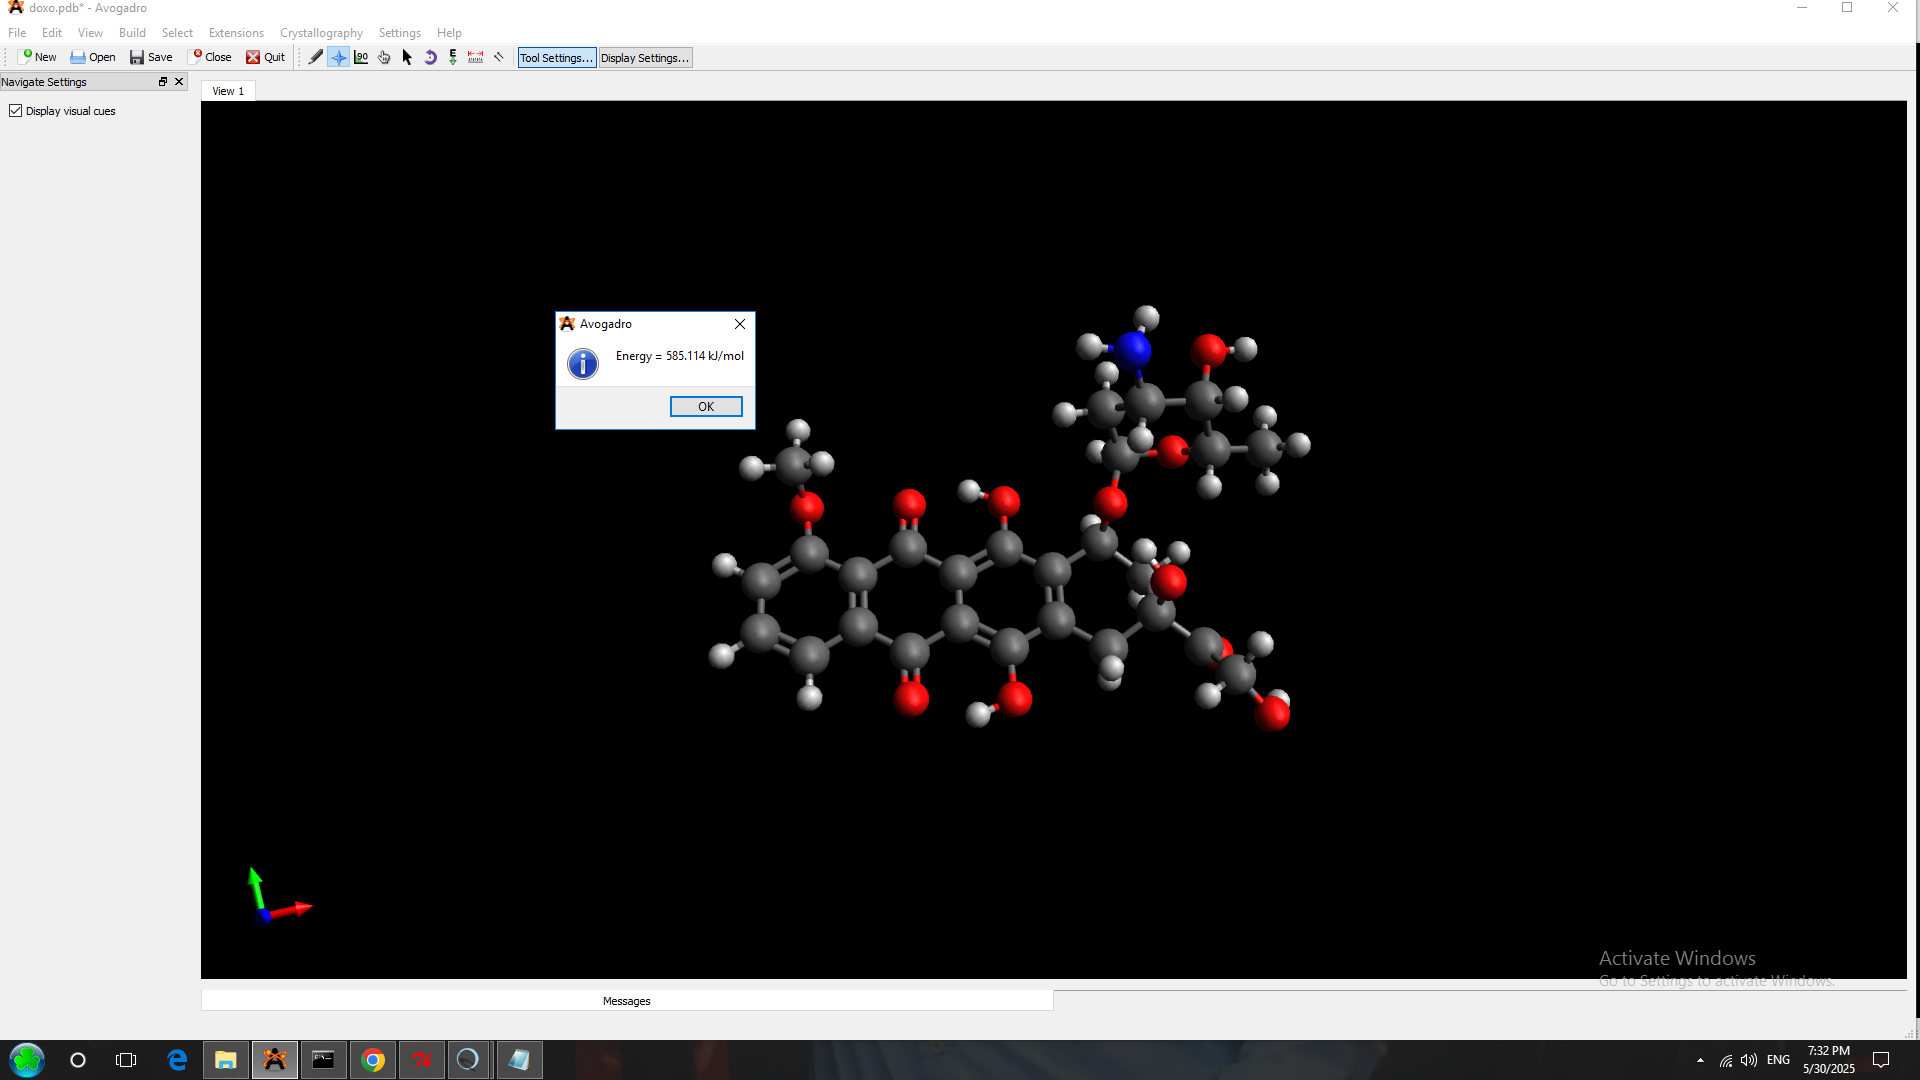 doxo.pdb* - Avogadro
File Edit View Build Select Extensions Crystallography Settings Help
New Open Save Close Quit Tool Settings... Display Settings...
Navigate Settings
View 1
Display visual cues
Avogadro
Energy = 585.114 kJ/mol
OK
Activate Windows
Go to Settings to activate Windows.
Messages
ENG
7:32 PM
5/30/2025